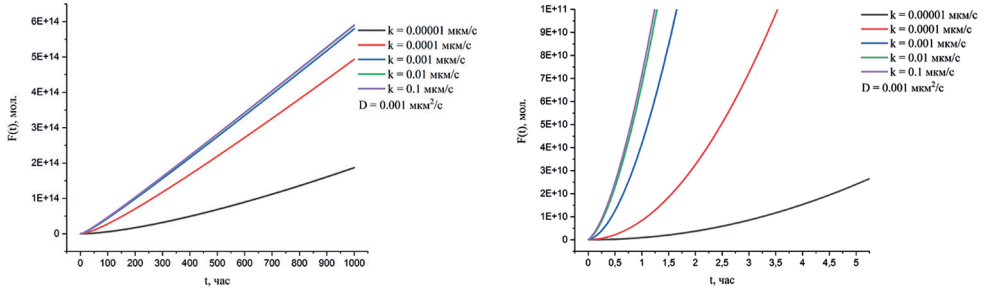 6E+14
5E+14
4E+14
3E+14
2E+14
1E+14
0
F(t), мол.
0 100 200 300 400 500 600 700 800 900 1000
t, час
k = 0.00001 мкм/с
k = 0.0001 мкм/с
k = 0.001 мкм/с
k = 0.01 мкм/с
k = 0.1 мкм/с
D = 0.001 мкм²/с
1E+11
9E+10
8E+10
7E+10
6E+10
5E+10
4E+10
3E+10
2E+10
1E+10
0
F(t), мол.
0 0,5 1 1,5 2 2,5 3 3,5 4 4,5 5
t, час
k = 0.00001 мкм/с
k = 0.0001 мкм/с
k = 0.001 мкм/с
k = 0.01 мкм/с
k = 0.1 мкм/с
D = 0.001 мкм²/с